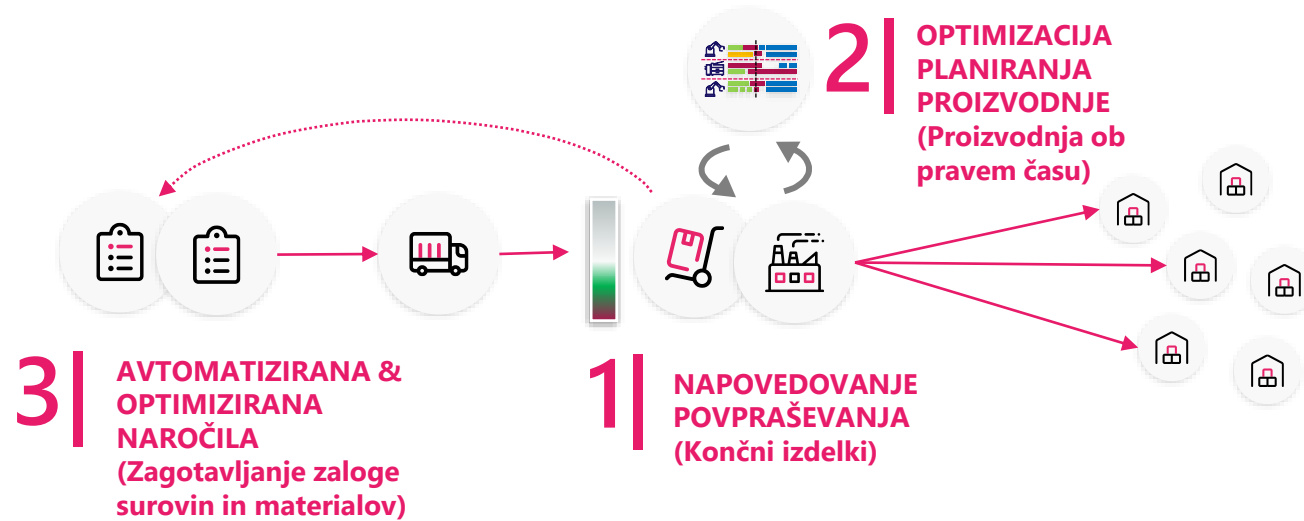 2
OPTIMIZACIJA
PLANIRANJA
PROIZVODNJE
(Proizvodnja ob
pravem času)
3
AVTOMATIZIRANA &
OPTIMIZIRANA
NAROČILA
(Zagotavljanje zaloge
surovin in materialov)
1
NAPOVEDOVANJE
POVPRAŠEVANJA
(Končni izdelki)